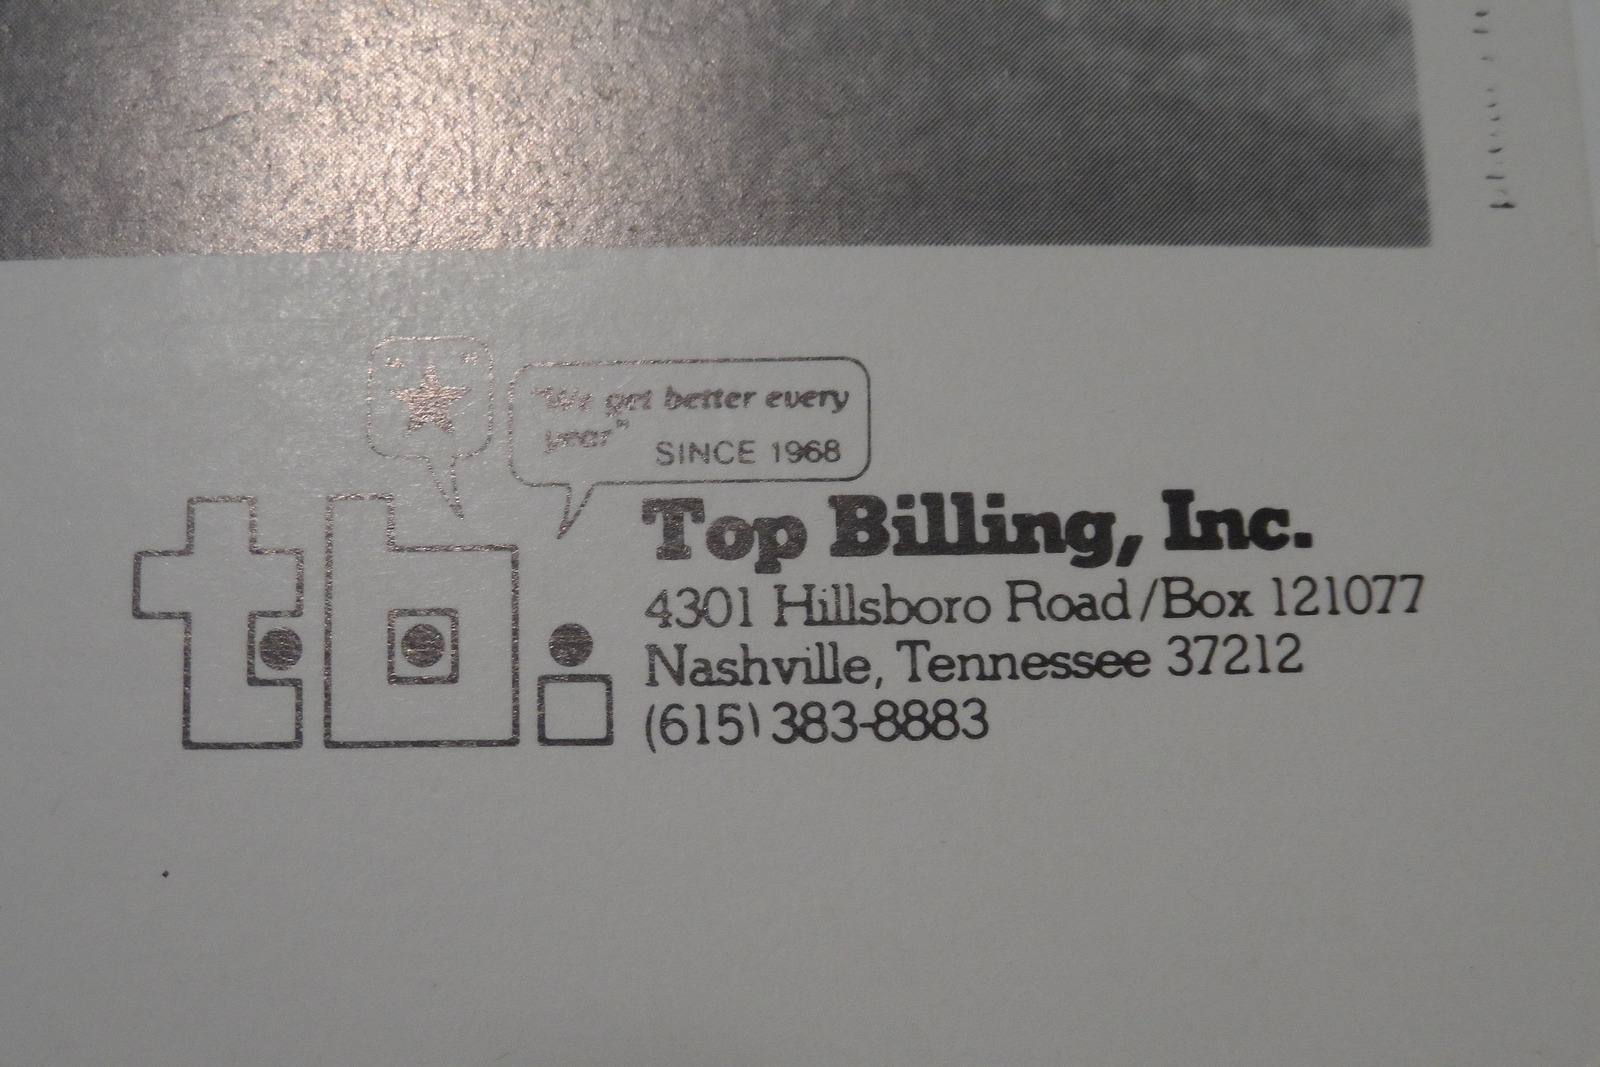 "We get better every
year" SINCE 1968
t.b.i
Top Billing, Inc.
4301 Hillsboro Road/Box 121077
Nashville, Tennessee 37212
(615) 383-8883